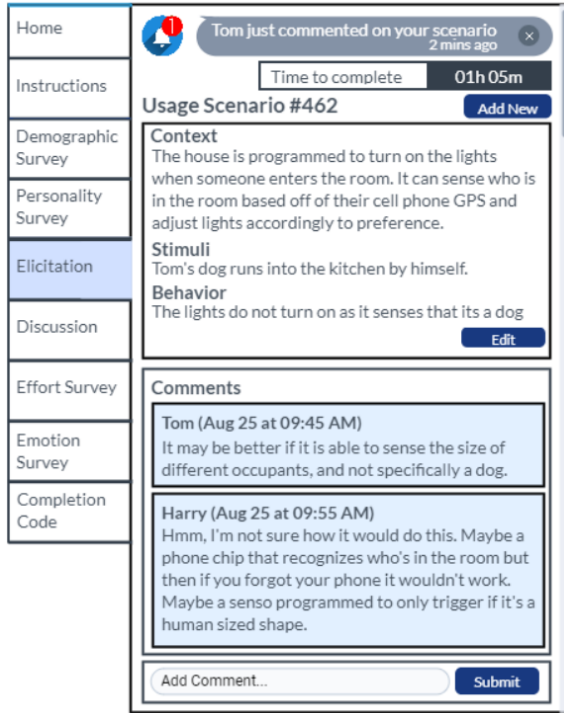 Home
Instructions
Demographic
Survey
Personality
Survey
Elicitation
Discussion
Effort Survey
Emotion
Survey
Completion
Code
1
Tom just commented on your scenario
2 mins ago
Time to complete 01h 05m
Usage Scenario #462
Add New
Context
The house is programmed to turn on the lights
when someone enters the room. It can sense who is
in the room based off of their cell phone GPS and
adjust lights accordingly to preference.
Stimuli
Tom's dog runs into the kitchen by himself.
Behavior
The lights do not turn on as it senses that its a dog
Edit
Comments
Tom (Aug 25 at 09:45 AM)
It may be better if it is able to sense the size of
different occupants, and not specifically a dog.
Harry (Aug 25 at 09:55 AM)
Hmm, I'm not sure how it would do this. Maybe a
phone chip that recognizes who's in the room but
then if you forgot your phone it wouldn't work.
Maybe a senso programmed to only trigger if it's a
human sized shape.
Add Comment...
Submit